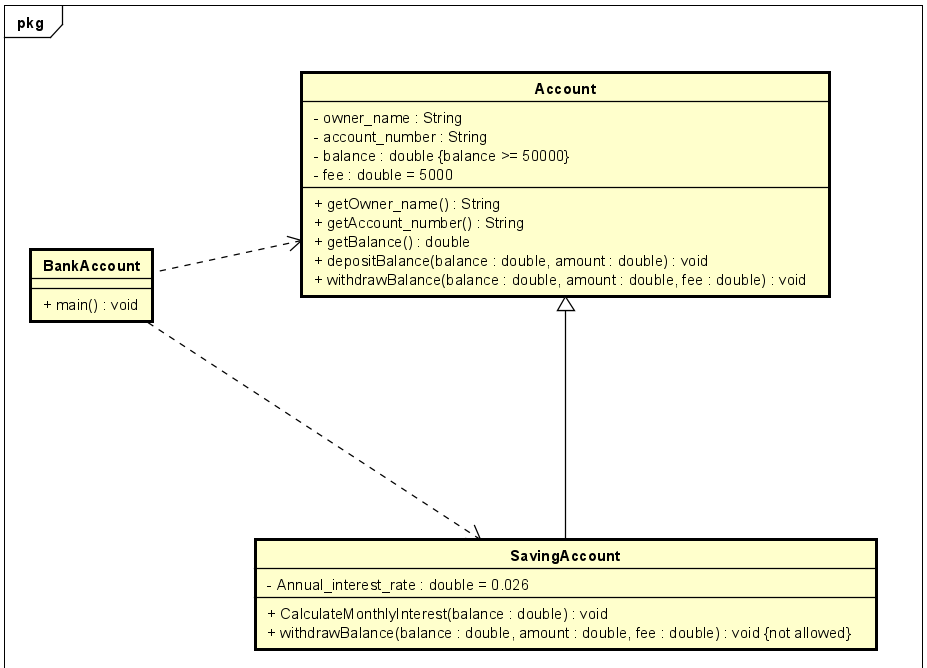 pkg
Account
- owner_name : String
- account_number : String
- balance : double {balance >= 50000}
- fee : double = 5000
+ getOwner_name() : String
+ getAccount_number() : String
+ getBalance() : double
+ depositBalance(balance : double, amount : double) : void
+ withdrawBalance(balance : double, amount : double, fee : double) : void
BankAccount
+ main() : void
SavingAccount
- Annual_interest_rate : double = 0.026
+ CalculateMonthlyInterest(balance : double) : void
+ withdrawBalance(balance : double, amount : double, fee : double) : void {not allowed}